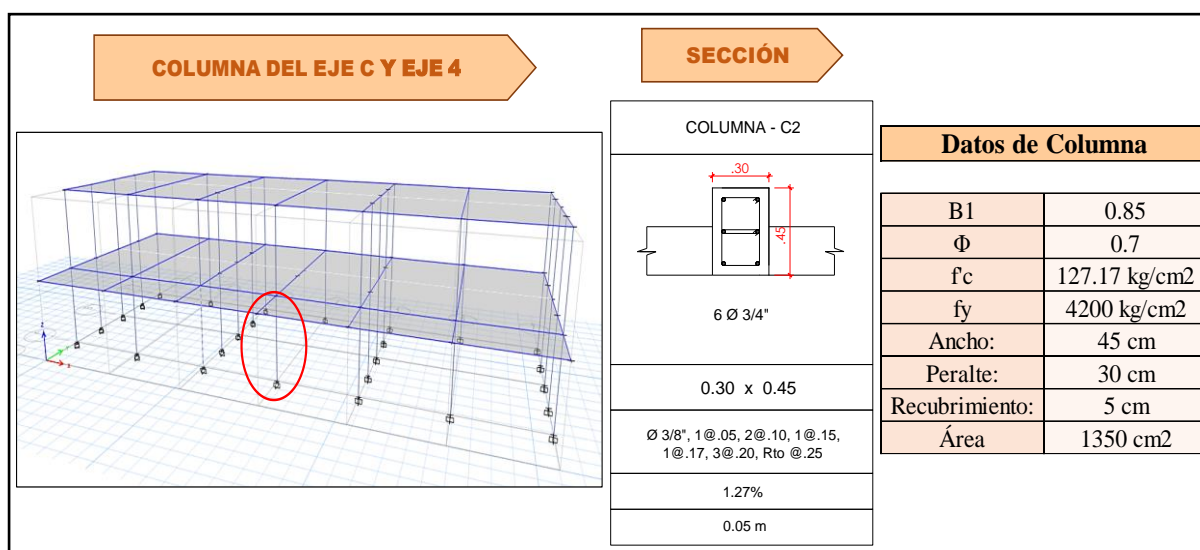 COLUMNA DEL EJE C Y EJE 4
SECCIÓN
COLUMNA - C2
.30
.45
6 Ø 3/4"
0.30 x 0.45
Ø 3/8", 1@.05, 2@.10, 1@.15,
1@.17, 3@.20, Rto @.25
1.27%
0.05 m
Datos de Columna
B1 0.85
Φ 0.7
f'c 127.17 kg/cm2
fy 4200 kg/cm2
Ancho: 45 cm
Peralte: 30 cm
Recubrimiento: 5 cm
Área 1350 cm2